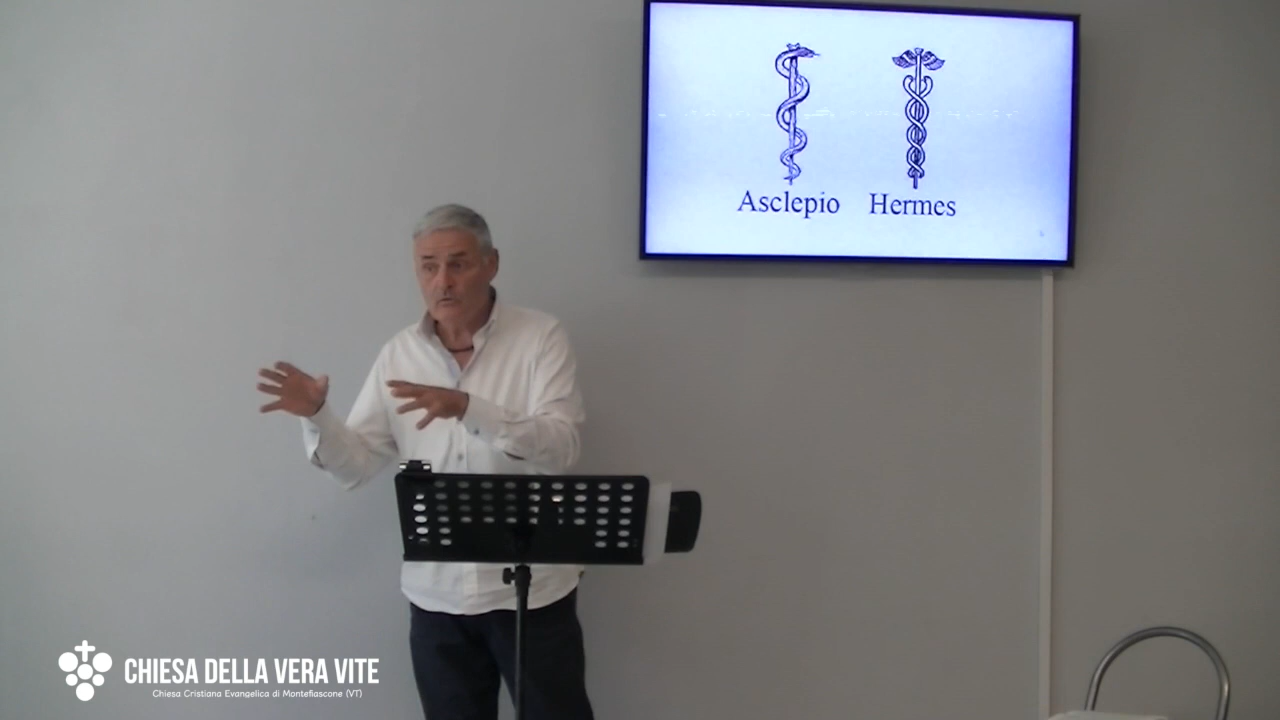 Asclepio Hermes
CHIESA DELLA VERA VITE
Chiesa Cristiana Evangelica di Montefiascone (VT)